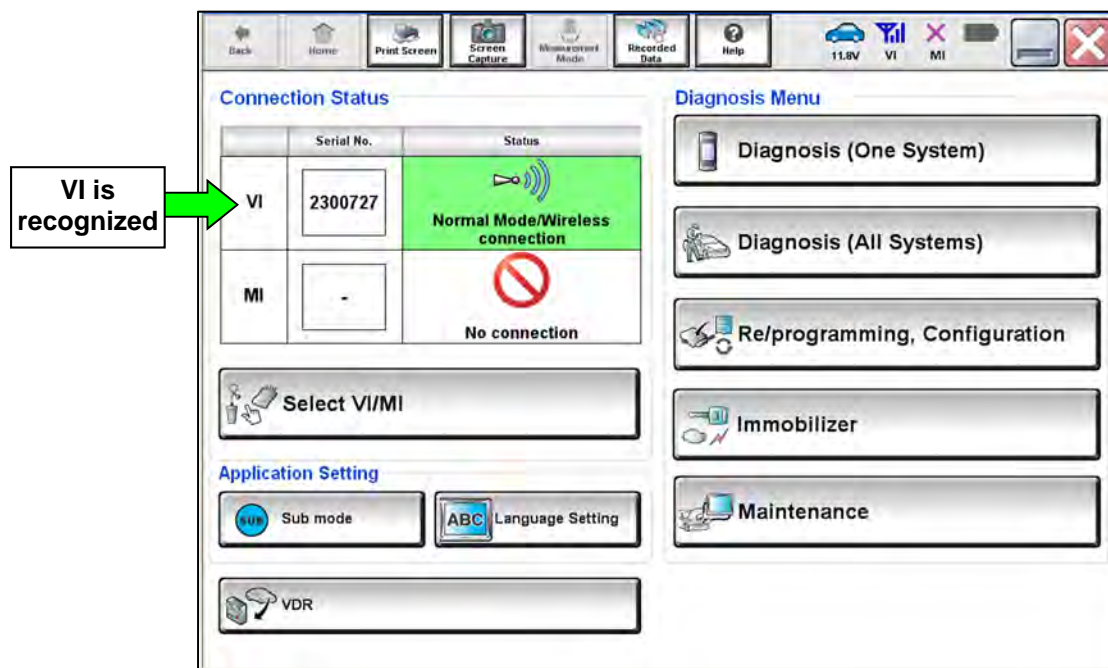 Back
Home
Print Screen
Screen
Capture
Measurement
Mode
Recorded
Data
Help
11.8V
VI
MI
Connection Status
Serial No.
Status
VI is
recognized
VI
2300727
Normal Mode/Wireless
connection
MI
-
No connection
Select VI/MI
Application Setting
SUB
Sub mode
ABC
Language Setting
VDR
Diagnosis Menu
Diagnosis (One System)
Diagnosis (All Systems)
Re/programming, Configuration
Immobilizer
Maintenance